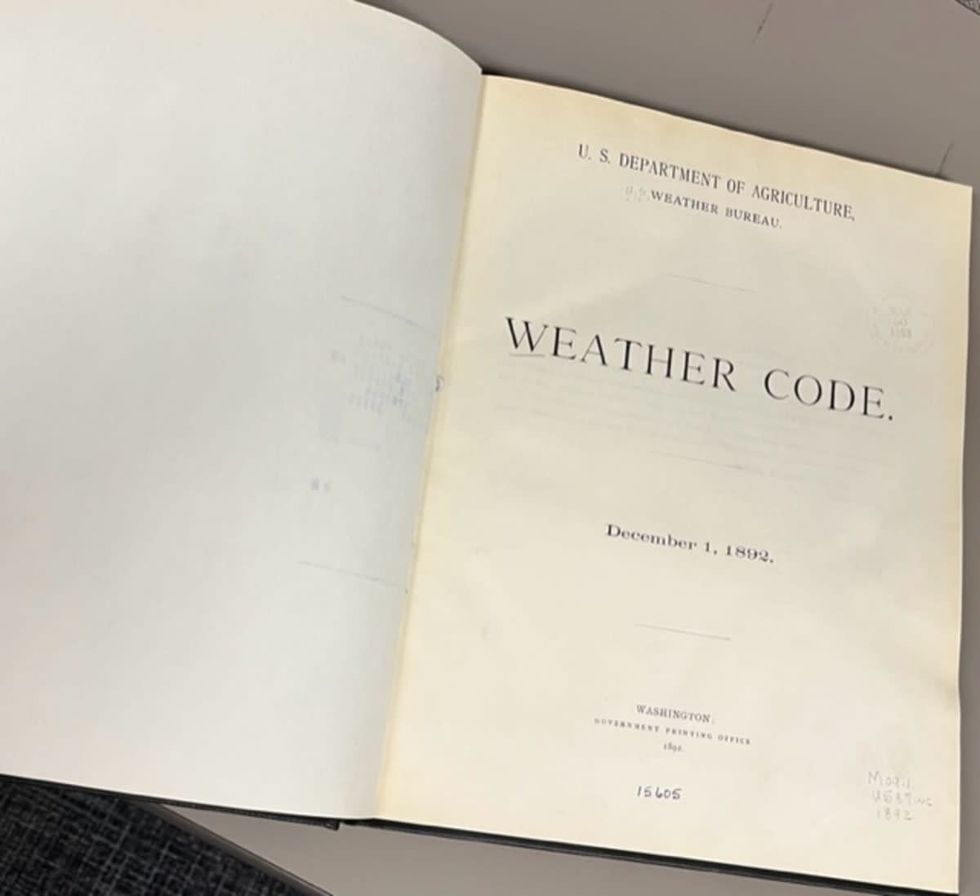 U. S. DEPARTMENT OF AGRICULTURE,
U.S. WEATHER BUREAU.
WEATHER CODE.
December 1, 1892.
WASHINGTON:
GOVERNMENT PRINTING OFFICE
1892.
15605
1892